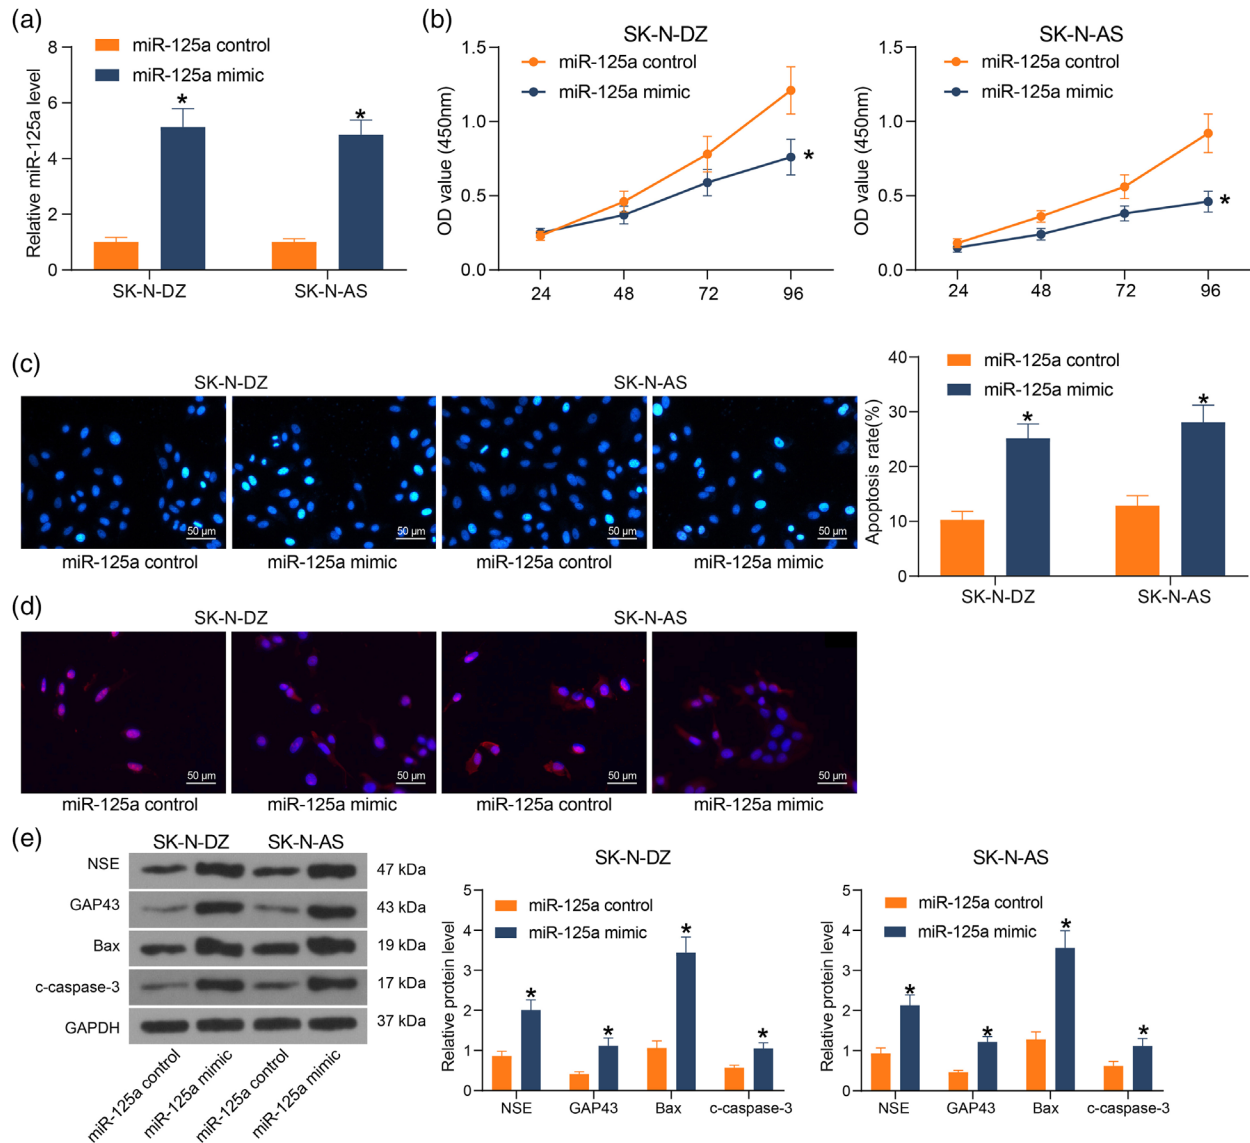 (a)
miR-125a control
miR-125a mimic
Relative miR-125a level
8
6
4
2
0
*
*
SK-N-DZ
SK-N-AS
(b)
SK-N-DZ
miR-125a control
miR-125a mimic
OD value (450nm)
1.5
1.0
0.5
0.0
*
24 48 72 96
SK-N-AS
miR-125a control
miR-125a mimic
OD value (450nm)
1.5
1.0
0.5
0.0
*
24 48 72 96
(c)
SK-N-DZ
SK-N-AS
50 µm
50 µm
50 µm
50 µm
miR-125a control
miR-125a mimic
miR-125a control
miR-125a mimic
miR-125a control
miR-125a mimic
Apoptosis rate(%)
40
30
20
10
0
*
*
SK-N-DZ
SK-N-AS
(d)
SK-N-DZ
SK-N-AS
50 µm
50 µm
50 µm
50 µm
miR-125a control
miR-125a mimic
miR-125a control
miR-125a mimic
(e)
SK-N-DZ SK-N-AS
NSE 47 kDa
GAP43 43 kDa
Bax 19 kDa
c-caspase-3 17 kDa
GAPDH 37 kDa
miR-125a control
miR-125a mimic
miR-125a control
miR-125a mimic
SK-N-DZ
miR-125a control
miR-125a mimic
Relative protein level
5
4
3
2
1
0
*
*
*
*
NSE GAP43 Bax c-caspase-3
SK-N-AS
miR-125a control
miR-125a mimic
Relative protein level
5
4
3
2
1
0
*
*
*
*
NSE GAP43 Bax c-caspase-3